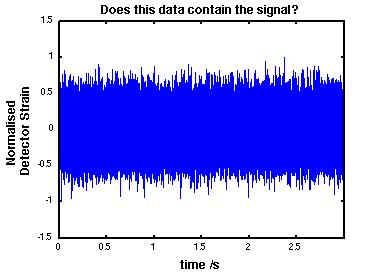 Does this data contain the signal?
1.5
1
0.5
0
-0.5
-1
-1.5
Normalised
Detector Strain
0 0.5 1 1.5 2 2.5
time /s